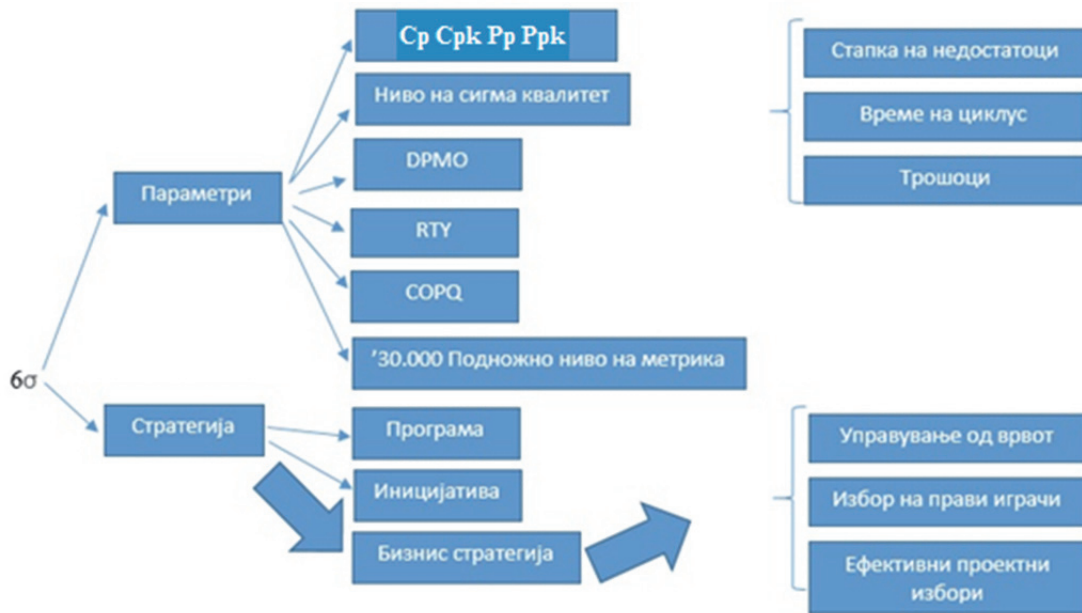 6σ
Параметри
Cp Cpk Pp Ppk
Ниво на сигма квалитет
DPMO
RTY
COPQ
'30.000 Подножно ниво на метрика
Стапка на недостатоци
Време на циклус
Трошоци
Стратегија
Програма
Иницијатива
Бизнис стратегија
Управување од врвот
Избор на прави играчи
Ефективни проектни
избори